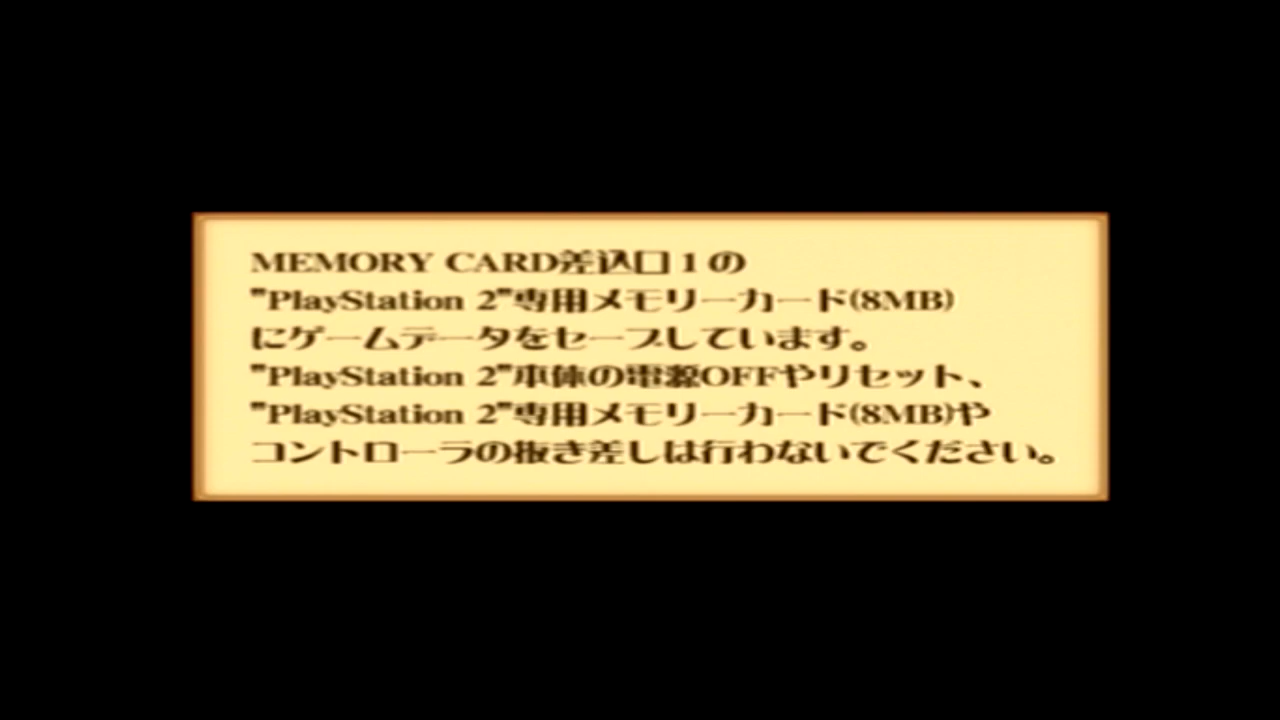 MEMORY CARD差込口1の
"PlayStation 2"専用メモリーカード(8MB)
にゲームデータをセーブしています。
"PlayStation 2"本体の電源OFFやリセット、
"PlayStation 2"専用メモリーカード(8MB)や
コントローラの抜き差しは行わないでください。